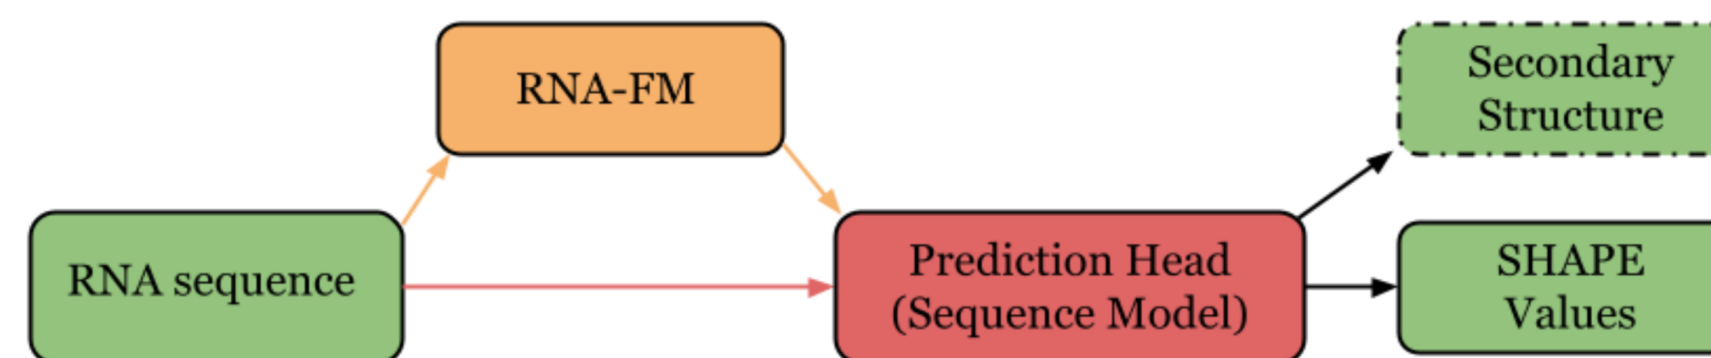 RNA-FM
Secondary
Structure
RNA sequence
Prediction Head
(Sequence Model)
SHAPE
Values